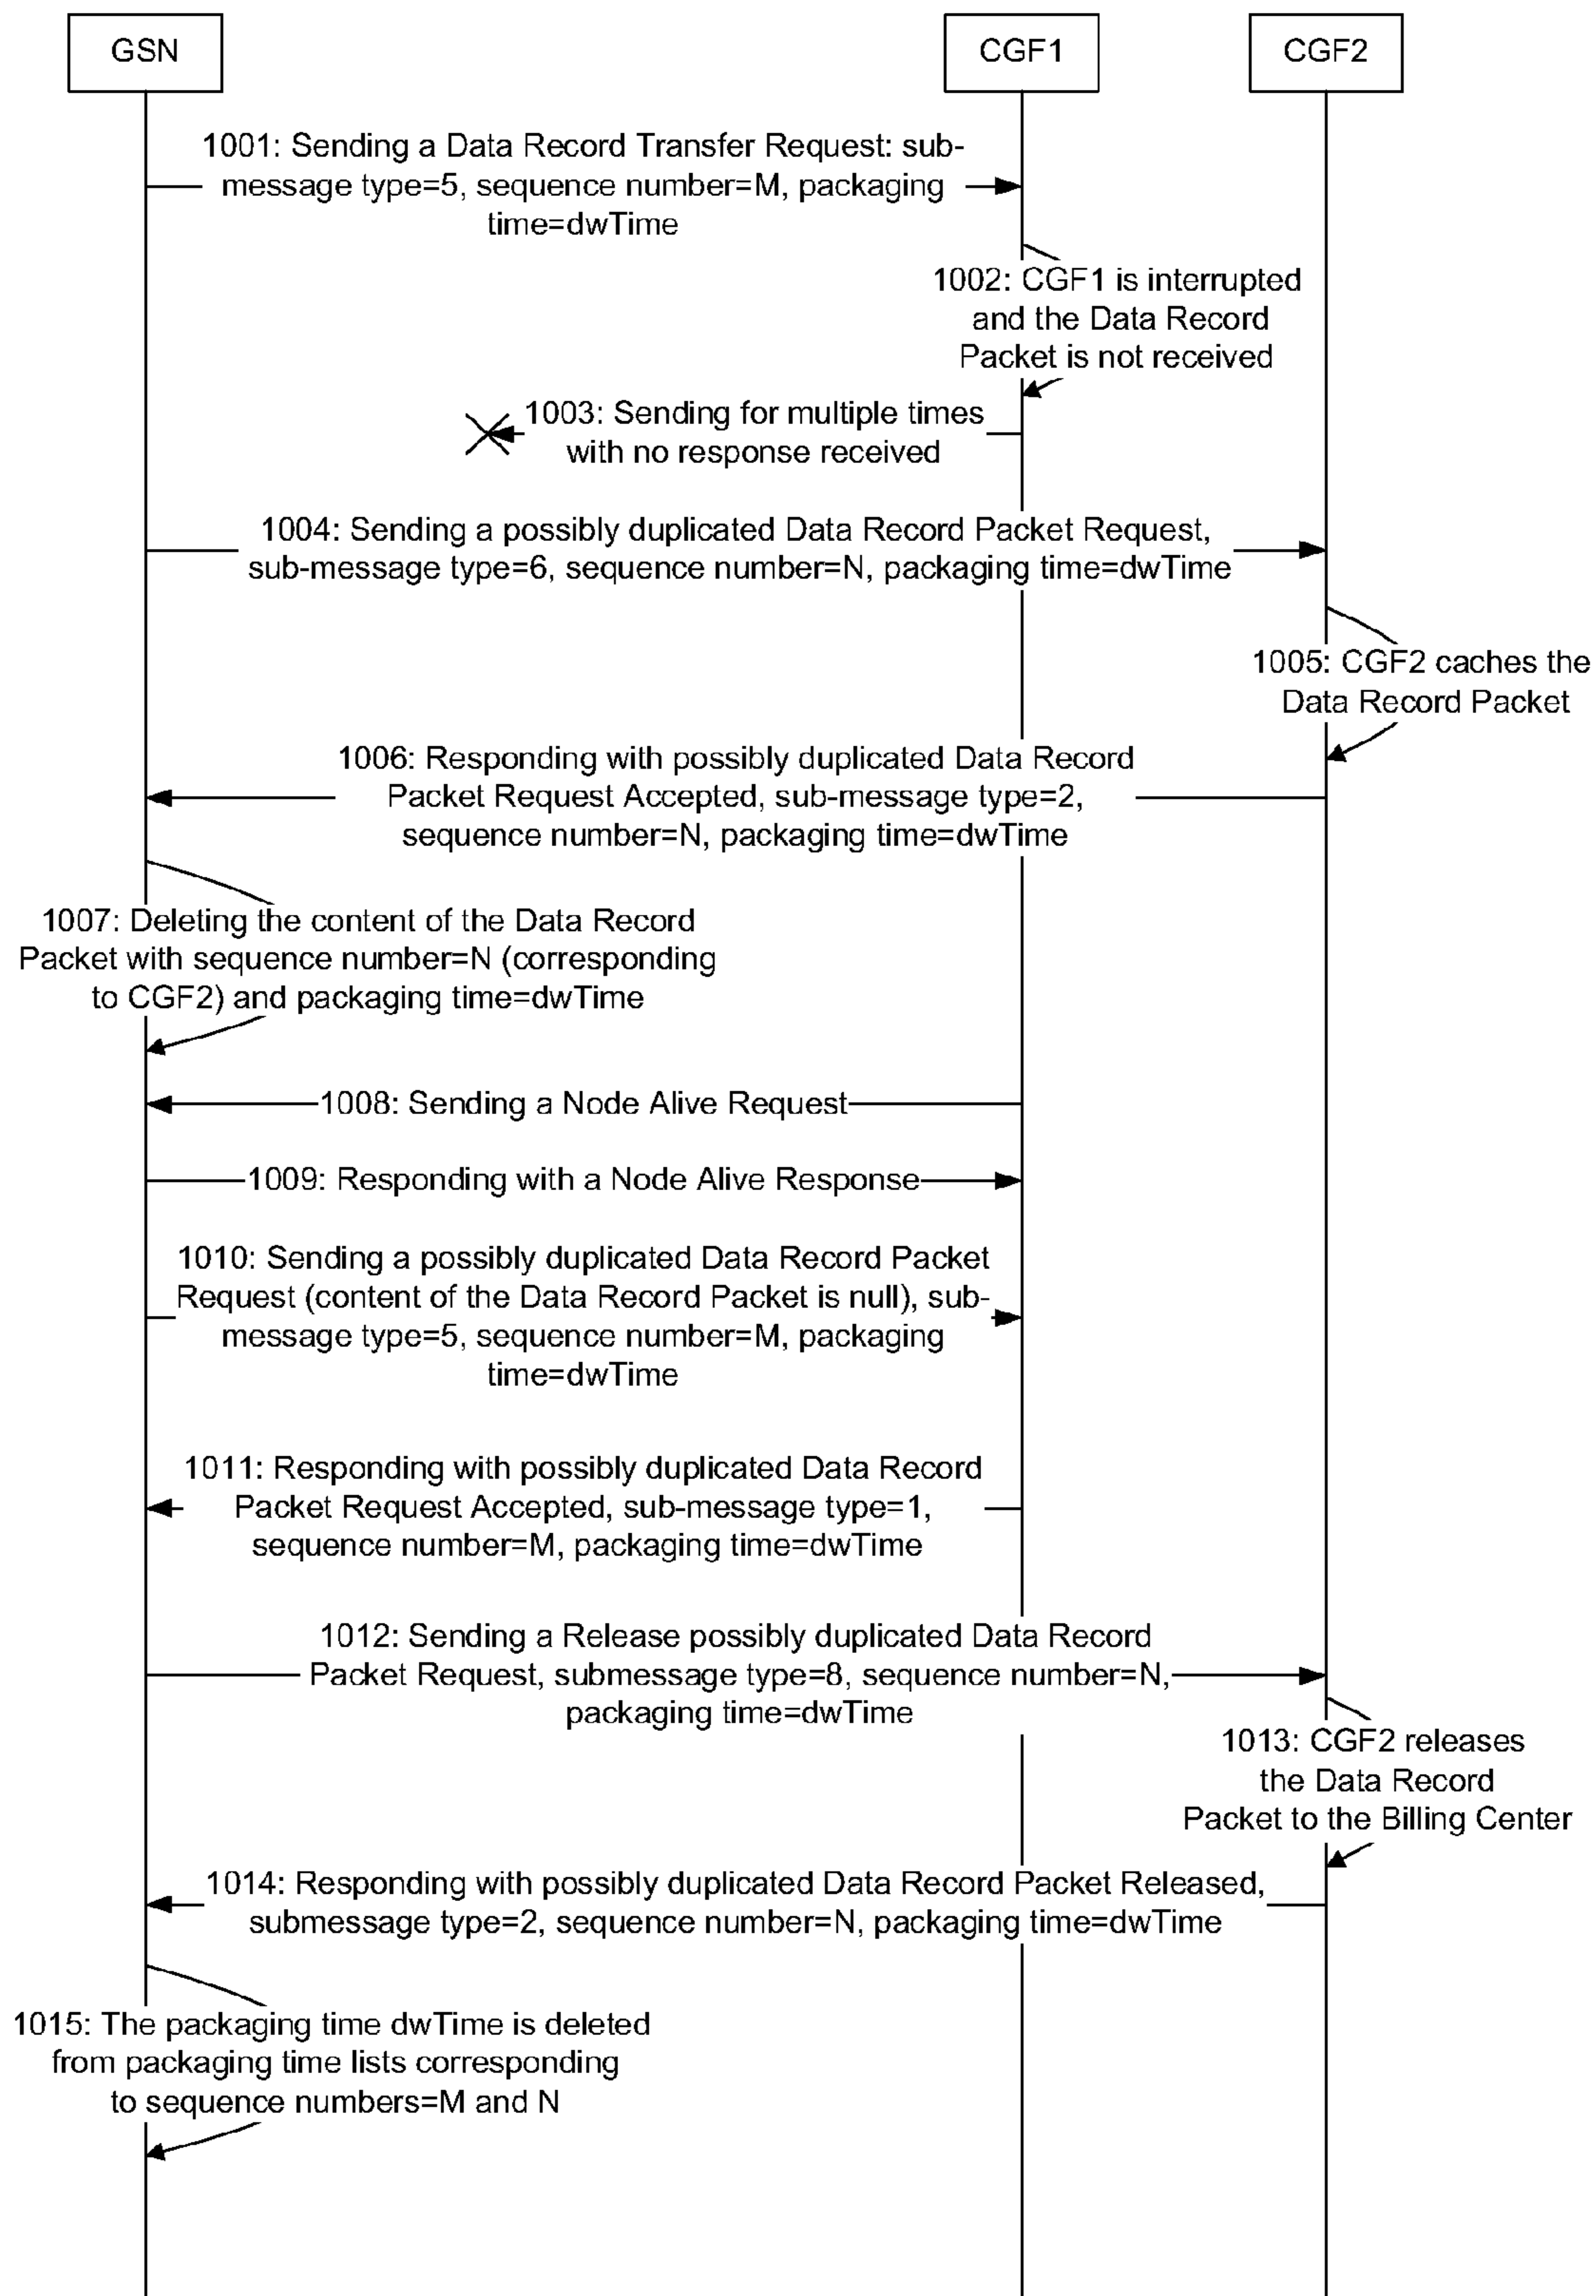 GSN
CGF1
CGF2
1001: Sending a Data Record Transfer Request: sub-
message type=5, sequence number=M, packaging
time=dwTime
1002: CGF1 is interrupted
and the Data Record
Packet is not received
1003: Sending for multiple times
with no response received
1004: Sending a possibly duplicated Data Record Packet Request,
sub-message type=6, sequence number=N, packaging time=dwTime
1005: CGF2 caches the
Data Record Packet
1006: Responding with possibly duplicated Data Record
Packet Request Accepted, sub-message type=2,
sequence number=N, packaging time=dwTime
1007: Deleting the content of the Data Record
Packet with sequence number=N (corresponding
to CGF2) and packaging time=dwTime
1008: Sending a Node Alive Request
1009: Responding with a Node Alive Response
1010: Sending a possibly duplicated Data Record Packet
Request (content of the Data Record Packet is null), sub-
message type=5, sequence number=M, packaging
time=dwTime
1011: Responding with possibly duplicated Data Record
Packet Request Accepted, sub-message type=1,
sequence number=M, packaging time=dwTime
1012: Sending a Release possibly duplicated Data Record
Packet Request, submessage type=8, sequence number=N,
packaging time=dwTime
1013: CGF2 releases
the Data Record
Packet to the Billing Center
1014: Responding with possibly duplicated Data Record Packet Released,
submessage type=2, sequence number=N, packaging time=dwTime
1015: The packaging time dwTime is deleted
from packaging time lists corresponding
to sequence numbers=M and N